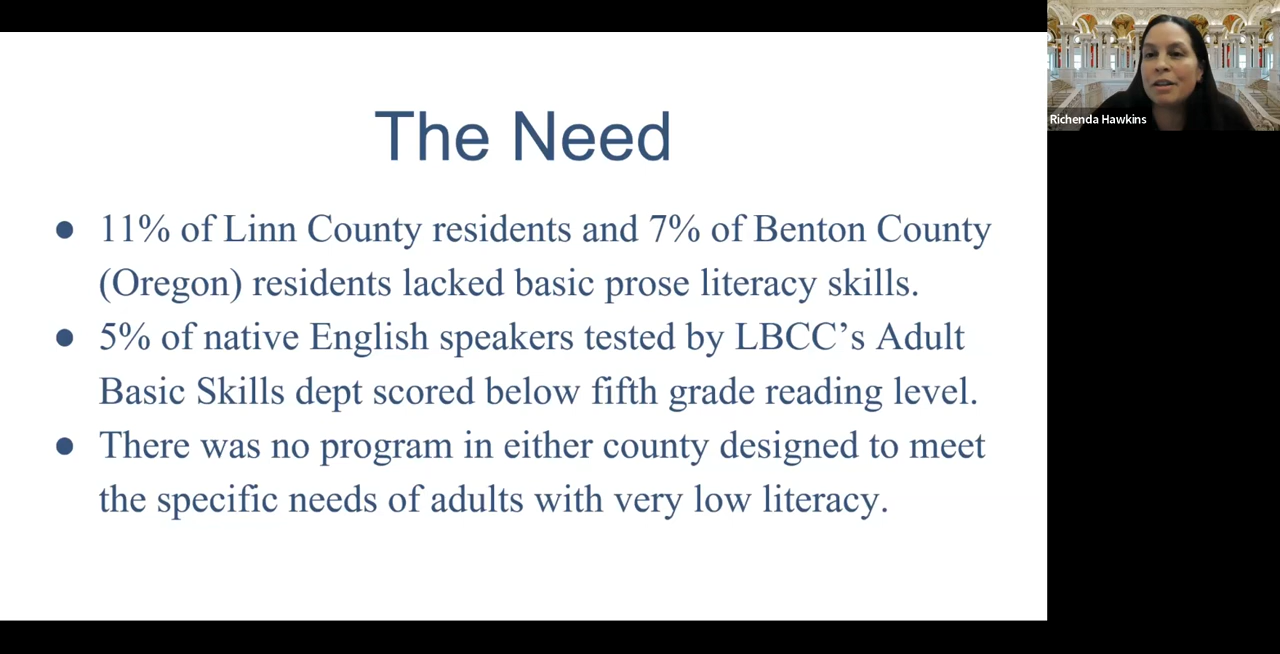 The Need
● 11% of Linn County residents and 7% of Benton County
(Oregon) residents lacked basic prose literacy skills.
● 5% of native English speakers tested by LBCC’s Adult
Basic Skills dept scored below fifth grade reading level.
● There was no program in either county designed to meet
the specific needs of adults with very low literacy.
Richenda Hawkins